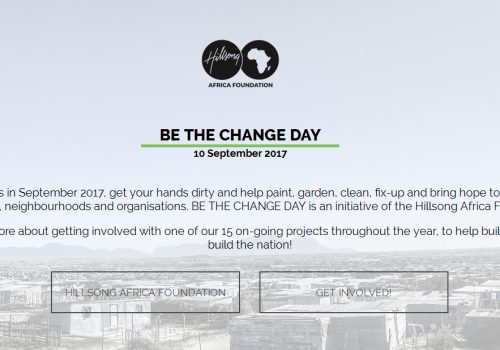 Hillsong
AFRICA FOUNDATION
BE THE CHANGE DAY
10 September 2017
in September 2017, get your hands dirty and help paint, garden, clean, fix-up and bring hope to
, neighbourhoods and organisations. BE THE CHANGE DAY is an initiative of the Hillsong Africa F
about getting involved with one of our 15 on-going projects throughout the year, to help
build the nation!
HILLSONG AFRICA FOUNDATION
GET INVOLVED!